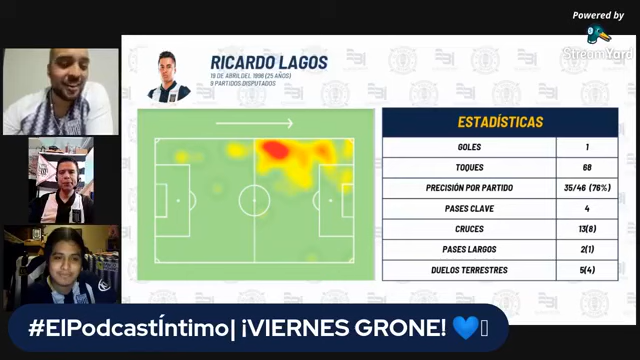 Powered by
StreamYard
RICARDO LAGOS
19 DE ABRIL DEL 1996 (25 AÑOS)
8 PARTIDOS DISPUTADOS
ESTADÍSTICAS
GOLES 1
TOQUES 68
PRECISIÓN POR PARTIDO 35/46 (76%)
PASES CLAVE 4
CRUCES 13(8)
PASES LARGOS 2(1)
DUELOS TERRESTRES 5(4)
#ElPodcastÍntimo| ¡VIERNES GRONE! 💙